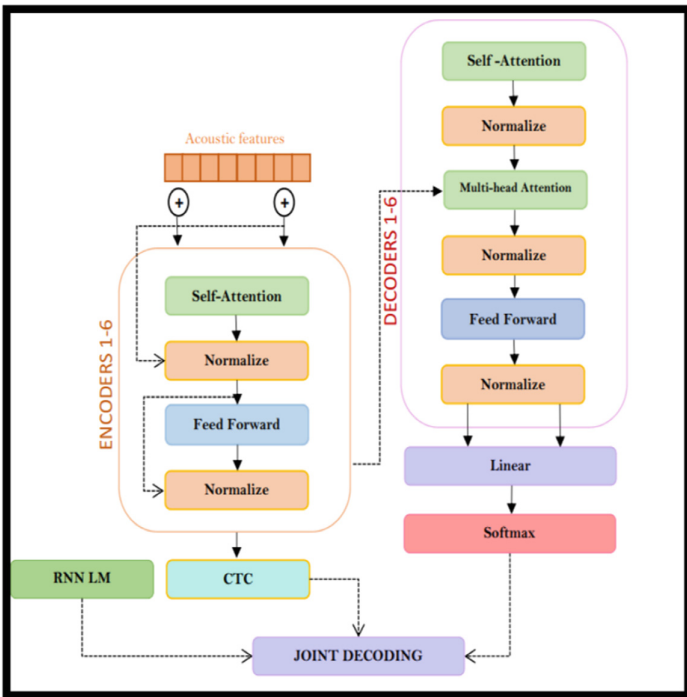 Acoustic features
+ +
ENCODERS 1-6
Self-Attention
Normalize
Feed Forward
Normalize
CTC
RNN LM
DECODERS 1-6
Self -Attention
Normalize
Multi-head Attention
Normalize
Feed Forward
Normalize
Linear
Softmax
JOINT DECODING